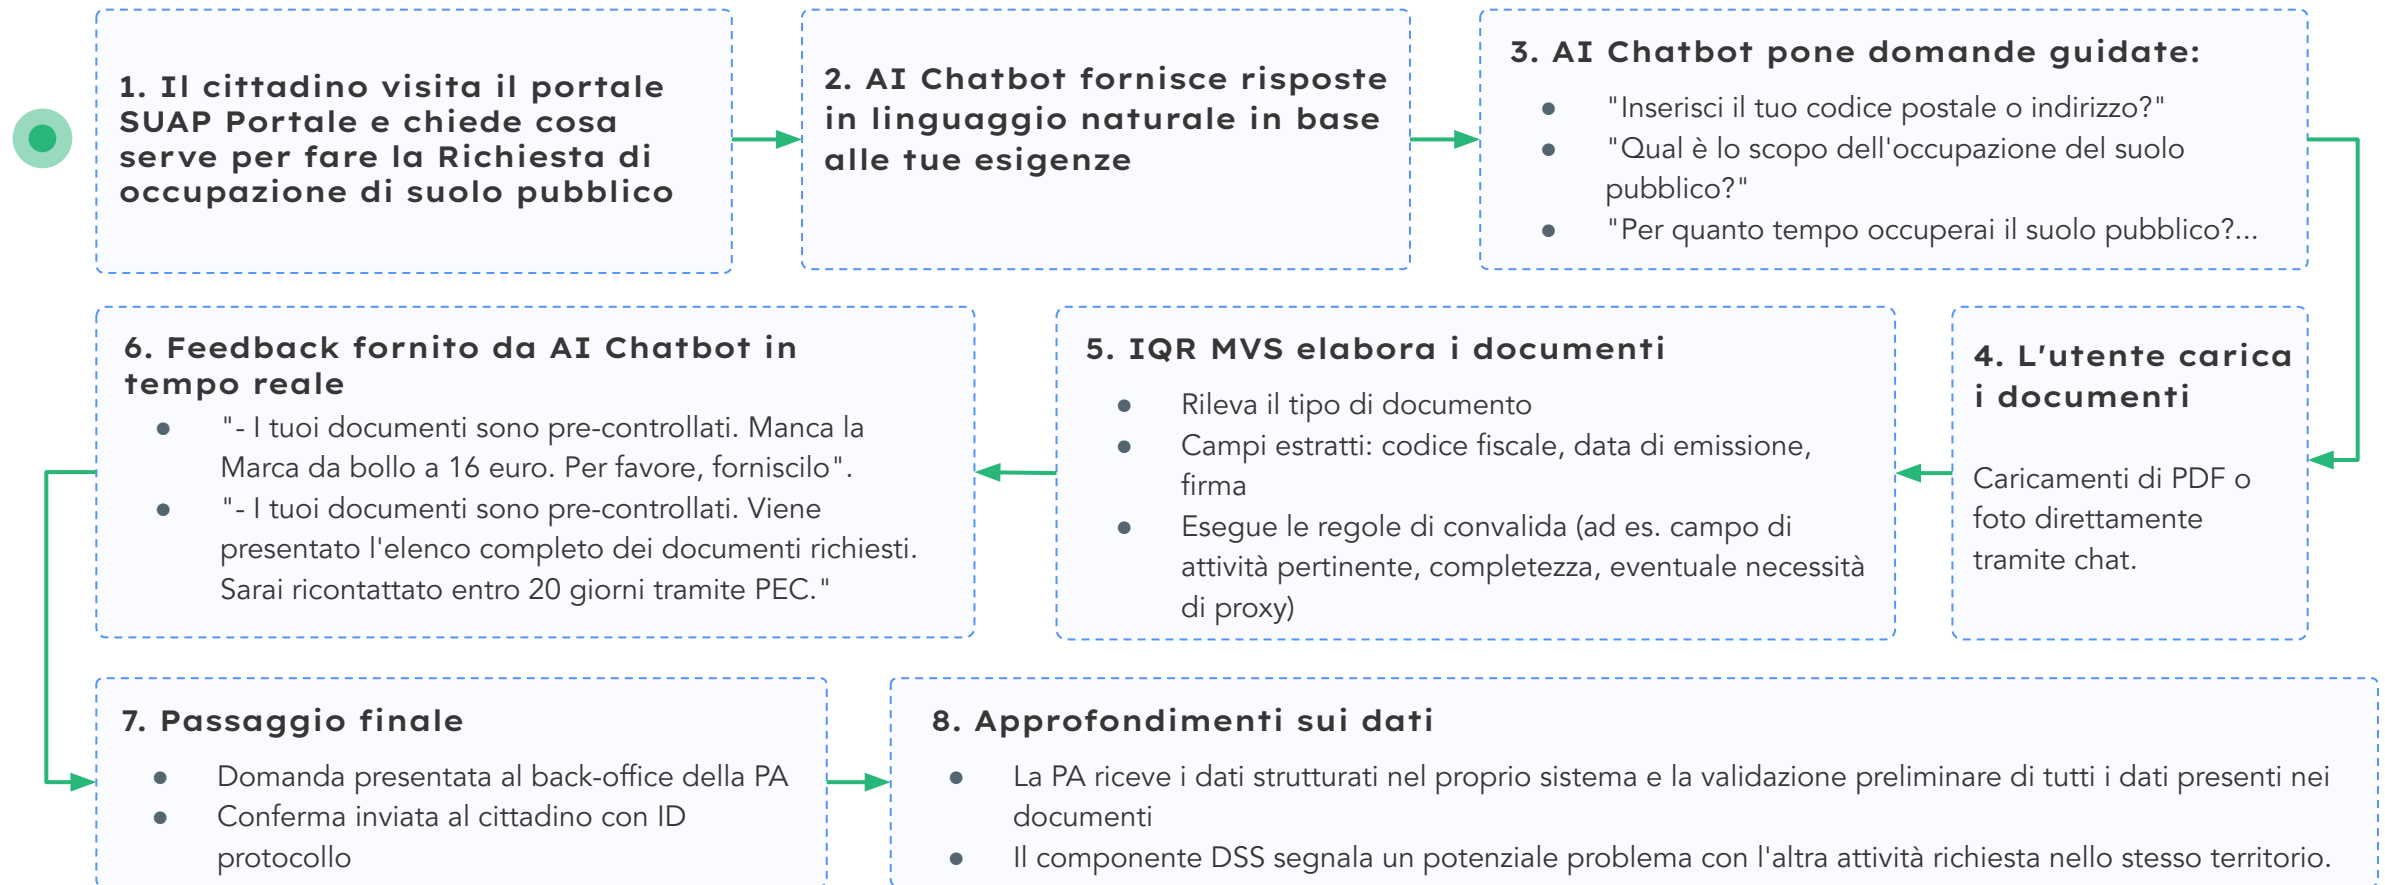 1. Il cittadino visita il portale
SUAP Portale e chiede cosa
serve per fare la Richiesta di
occupazione di suolo pubblico
2. AI Chatbot fornisce risposte
in linguaggio naturale in base
alle tue esigenze
3. AI Chatbot pone domande guidate:
● "Inserisci il tuo codice postale o indirizzo?"
● "Qual è lo scopo dell'occupazione del suolo
pubblico?"
● "Per quanto tempo occuperai il suolo pubblico?...
4. L'utente carica
i documenti
Caricamenti di PDF o
foto direttamente
tramite chat.
5. IQR MVS elabora i documenti
● Rileva il tipo di documento
● Campi estratti: codice fiscale, data di emissione,
firma
● Esegue le regole di convalida (ad es. campo di
attività pertinente, completezza, eventuale necessità
di proxy)
6. Feedback fornito da AI Chatbot in
tempo reale
● "- I tuoi documenti sono pre-controllati. Manca la
Marca da bollo a 16 euro. Per favore, forniscilo".
● "- I tuoi documenti sono pre-controllati. Viene
presentato l'elenco completo dei documenti richiesti.
Sarai ricontattato entro 20 giorni tramite PEC."
7. Passaggio finale
● Domanda presentata al back-office della PA
● Conferma inviata al cittadino con ID
protocollo
8. Approfondimenti sui dati
● La PA riceve i dati strutturati nel proprio sistema e la validazione preliminare di tutti i dati presenti nei
documenti
● Il componente DSS segnala un potenziale problema con l'altra attività richiesta nello stesso territorio.